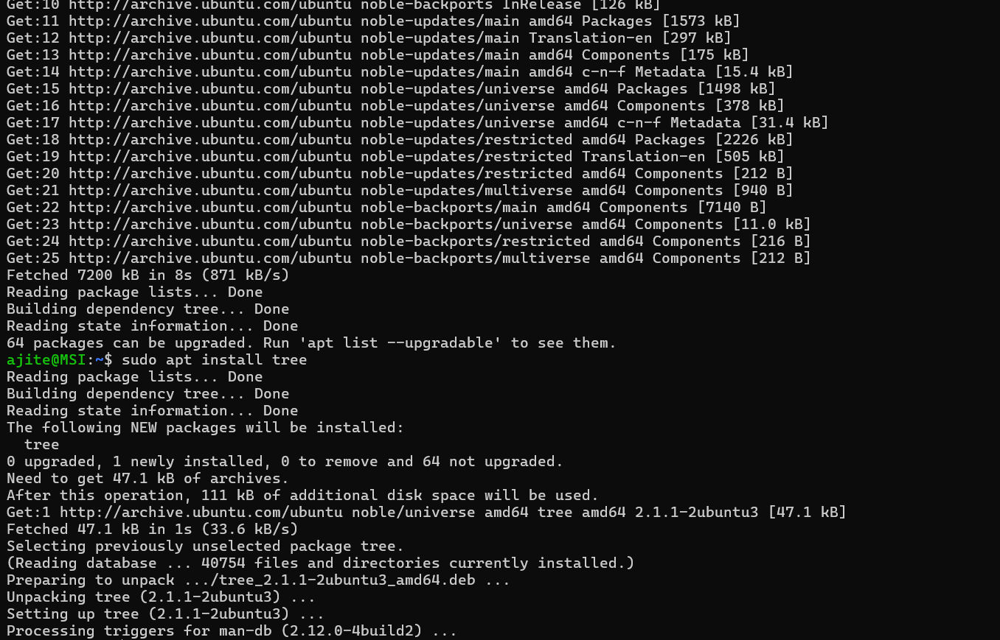 Get:10 http://archive.ubuntu.com/ubuntu noble-backports InRelease [126 kB]
Get:11 http://archive.ubuntu.com/ubuntu noble-updates/main amd64 Packages [1573 kB]
Get:12 http://archive.ubuntu.com/ubuntu noble-updates/main Translation-en [297 kB]
Get:13 http://archive.ubuntu.com/ubuntu noble-updates/main amd64 Components [175 kB]
Get:14 http://archive.ubuntu.com/ubuntu noble-updates/main amd64 c-n-f Metadata [15.4 kB]
Get:15 http://archive.ubuntu.com/ubuntu noble-updates/universe amd64 Packages [1498 kB]
Get:16 http://archive.ubuntu.com/ubuntu noble-updates/universe amd64 Components [378 kB]
Get:17 http://archive.ubuntu.com/ubuntu noble-updates/universe amd64 c-n-f Metadata [31.4 kB]
Get:18 http://archive.ubuntu.com/ubuntu noble-updates/restricted amd64 Packages [2226 kB]
Get:19 http://archive.ubuntu.com/ubuntu noble-updates/restricted Translation-en [505 kB]
Get:20 http://archive.ubuntu.com/ubuntu noble-updates/restricted amd64 Components [212 B]
Get:21 http://archive.ubuntu.com/ubuntu noble-updates/multiverse amd64 Components [940 B]
Get:22 http://archive.ubuntu.com/ubuntu noble-backports/main amd64 Components [7140 B]
Get:23 http://archive.ubuntu.com/ubuntu noble-backports/universe amd64 Components [11.0 kB]
Get:24 http://archive.ubuntu.com/ubuntu noble-backports/restricted amd64 Components [216 B]
Get:25 http://archive.ubuntu.com/ubuntu noble-backports/multiverse amd64 Components [212 B]
Fetched 7200 kB in 8s (871 kB/s)
Reading package lists... Done
Building dependency tree... Done
Reading state information... Done
64 packages can be upgraded. Run 'apt list --upgradable' to see them.
ajite@MSI:~$ sudo apt install tree
Reading package lists... Done
Building dependency tree... Done
Reading state information... Done
The following NEW packages will be installed:
  tree
0 upgraded, 1 newly installed, 0 to remove and 64 not upgraded.
Need to get 47.1 kB of archives.
After this operation, 111 kB of additional disk space will be used.
Get:1 http://archive.ubuntu.com/ubuntu noble/universe amd64 tree amd64 2.1.1-2ubuntu3 [47.1 kB]
Fetched 47.1 kB in 1s (33.6 kB/s)
Selecting previously unselected package tree.
(Reading database ... 40754 files and directories currently installed.)
Preparing to unpack .../tree_2.1.1-2ubuntu3_amd64.deb ...
Unpacking tree (2.1.1-2ubuntu3) ...
Setting up tree (2.1.1-2ubuntu3) ...
Processing triggers for man-db (2.12.0-4build2) ...